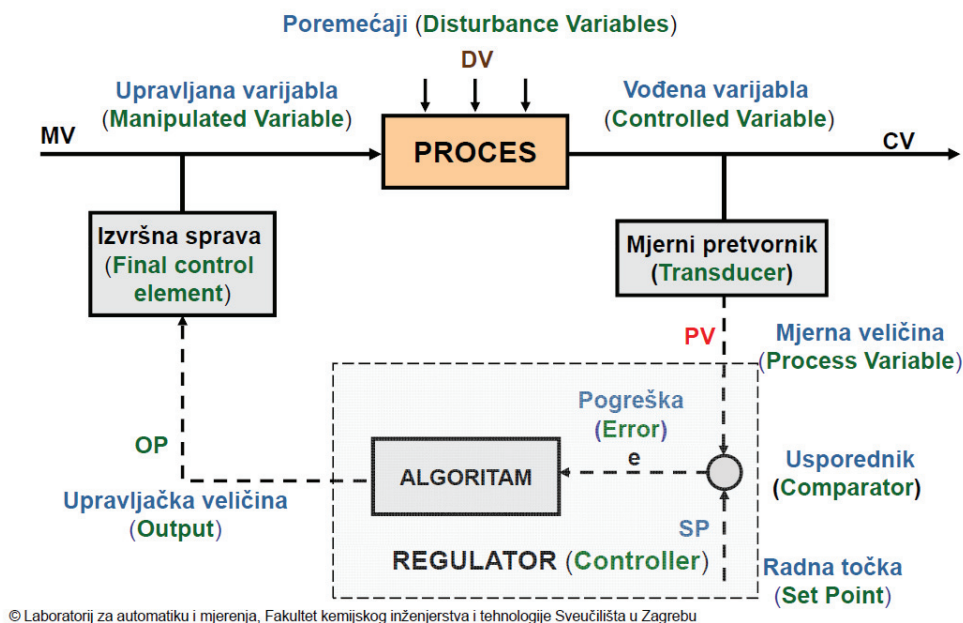 Poremećaji (Disturbance Variables)
DV
Upravljana varijabla
(Manipulated Variable)
Vođena varijabla
(Controlled Variable)
MV
PROCES
CV
Izvršna sprava
(Final control
element)
Mjerni pretvornik
(Transducer)
PV
Mjerna veličina
(Process Variable)
Pogreška
(Error)
e
OP
ALGORITAM
Usporednik
(Comparator)
Upravljačka veličina
(Output)
SP
REGULATOR (Controller)
Radna točka
(Set Point)
© Laboratorij za automatiku i mjerenja, Fakultet kemijskog inženjerstva i tehnologije Sveučilišta u Zagrebu